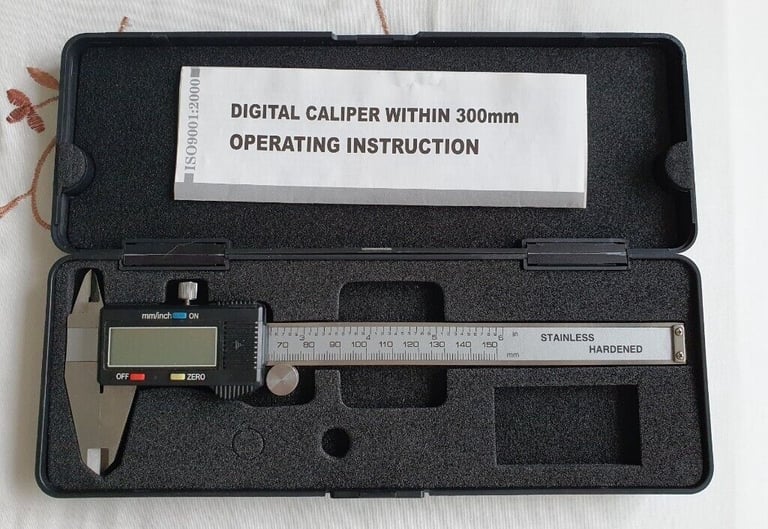 ISO9001:2000
DIGITAL CALIPER WITHIN 300mm
OPERATING INSTRUCTION
mm/inch ON
OFF ZERO
3 4 5 6 in
70 80 90 100 110 120 130 140 150 mm
STAINLESS
HARDENED